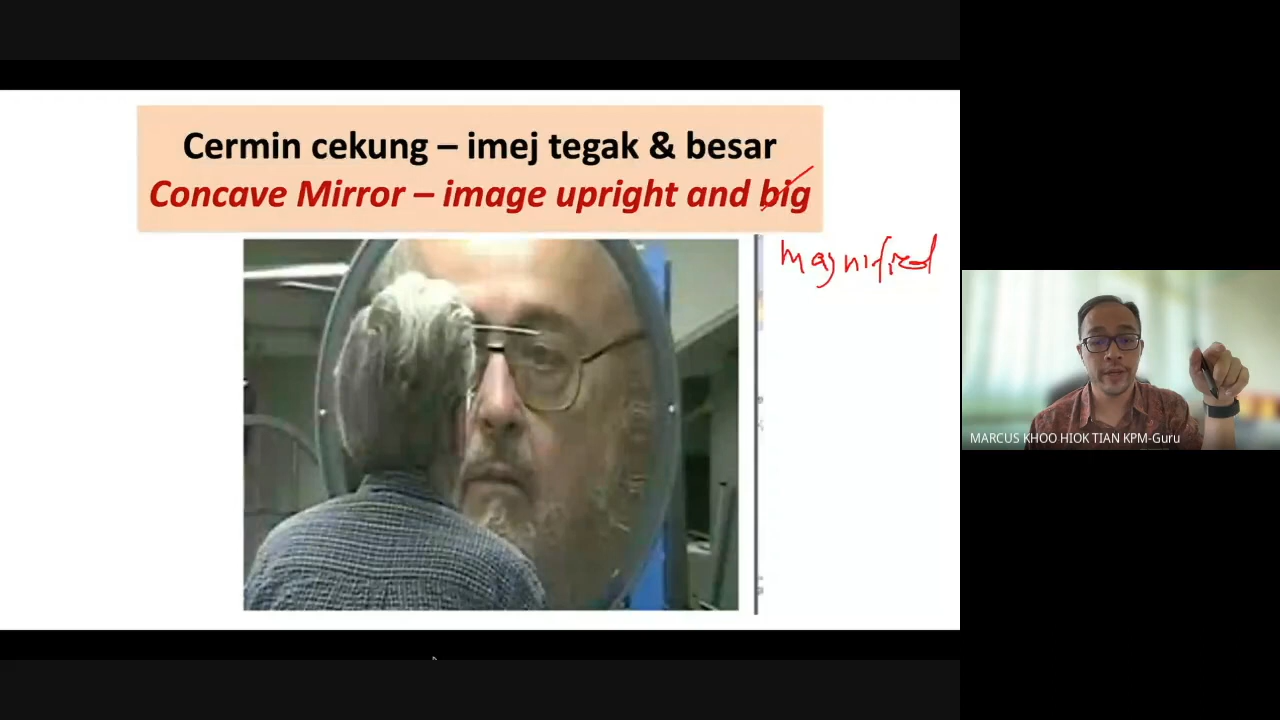 Cermin cekung – imej tegak & besar
Concave Mirror – image upright and big
magnified
MARCUS KHOO HIOK TIAN KPM-Guru